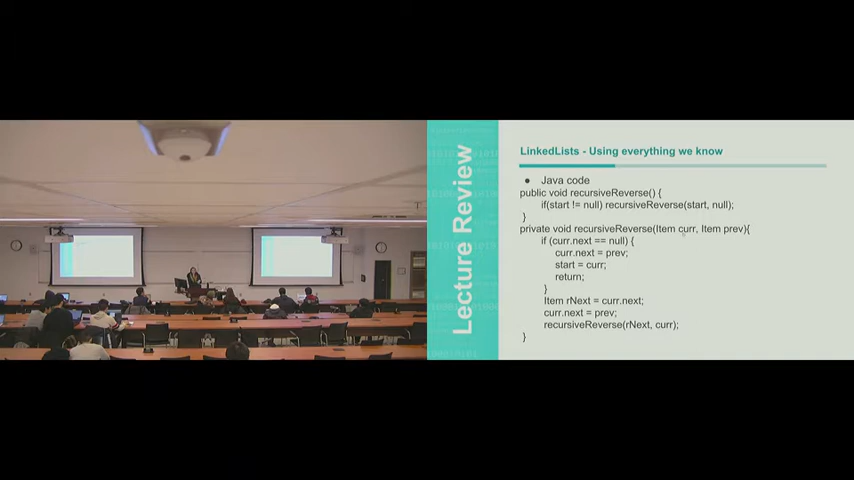 Lecture Review
LinkedLists - Using everything we know
● Java code
public void recursiveReverse() {
if(start != null) recursiveReverse(start, null);
}
private void recursiveReverse(Item curr, Item prev){
if (curr.next == null) {
curr.next = prev;
start = curr;
return;
}
Item rNext = curr.next;
curr.next = prev;
recursiveReverse(rNext, curr);
}